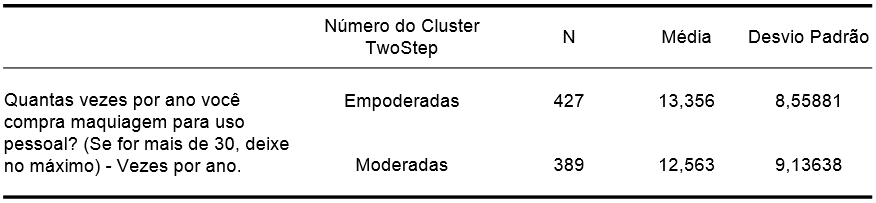 Número do Cluster TwoStep N Média Desvio Padrão
Quantas vezes por ano você
compra maquiagem para uso
pessoal? (Se for mais de 30, deixe
no máximo) - Vezes por ano.
Empoderadas 427 13,356 8,55881
Moderadas 389 12,563 9,13638